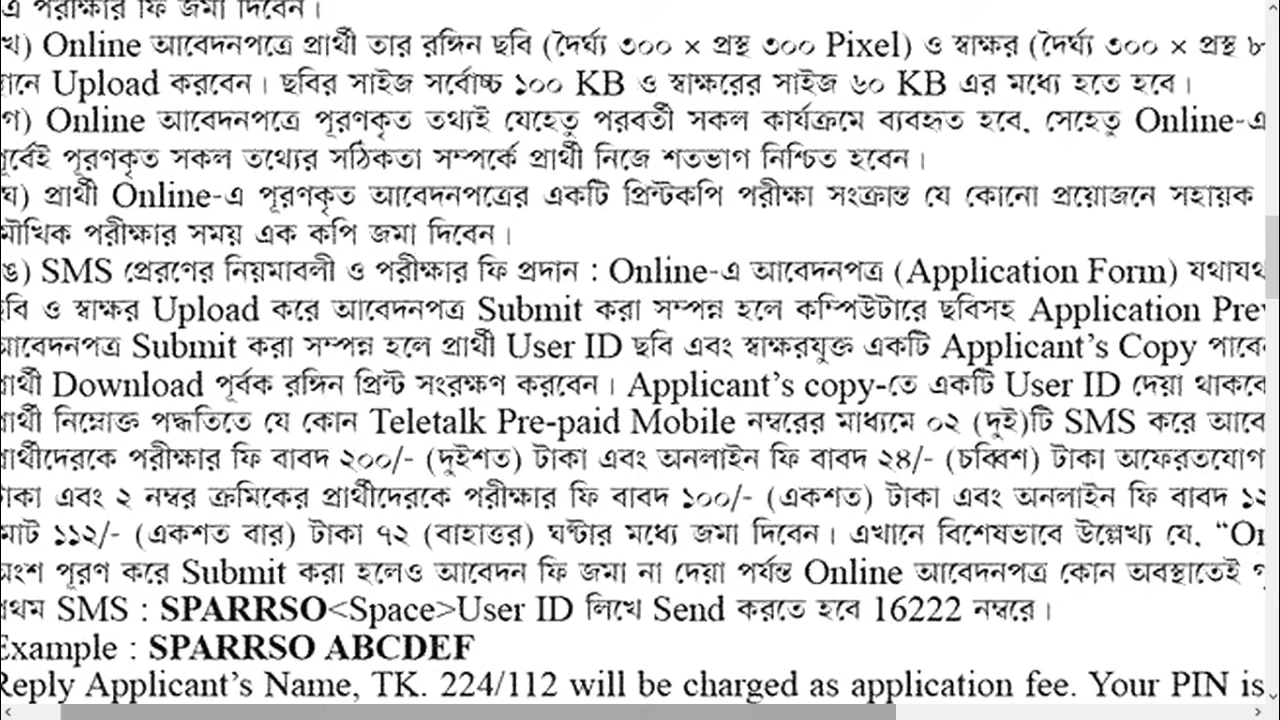 এ পরীক্ষার ফি জমা দিবেন।
খ) Online আবেদনপত্রে প্রার্থী তার রঙ্গিন ছবি (দৈর্ঘ্য ৩০০ × প্রস্থ ৩০০ Pixel) ও স্বাক্ষর (দৈর্ঘ্য ৩০০ × প্রস্থ ৮
Upload করবেন। ছবির সাইজ সর্বোচ্চ ১০০ KB ও স্বাক্ষরের সাইজ ৬০ KB এর মধ্যে হতে হবে।
গ) Online আবেদনপত্রে পূরণকৃত তথ্যই যেহেতু পরবর্তী সকল কার্যক্রমে ব্যবহৃত হবে, সেহেতু Online-এ
পূর্বেই পূরণকৃত সকল তথ্যের সঠিকতা সম্পর্কে প্রার্থী নিজে শতভাগ নিশ্চিত হবেন।
ঘ) প্রার্থী Online-এ পূরণকৃত আবেদনপত্রের একটি প্রিন্টকপি পরীক্ষা সংক্রান্ত যে কোনো প্রয়োজনে সহায়ক
মৌখিক পরীক্ষার সময় এক কপি জমা দিবেন।
ঙ) SMS প্রেরণের নিয়মাবলী ও পরীক্ষার ফি প্রদান : Online-এ আবেদনপত্র (Application Form) যথাযথ
ছবি ও স্বাক্ষর Upload করে আবেদনপত্র Submit করা সম্পন্ন হলে কম্পিউটারে ছবিসহ Application Prev
আবেদনপত্র Submit করা সম্পন্ন হলে প্রার্থী User ID ছবি এবং স্বাক্ষরযুক্ত একটি Applicant’s Copy পাবে
প্রার্থী Download পূর্বক রঙ্গিন প্রিন্ট সংরক্ষণ করবেন। Applicant’s copy-তে একটি User ID দেয়া থাকবে
প্রার্থী নিম্নোক্ত পদ্ধতিতে যে কোন Teletalk Pre-paid Mobile নম্বরের মাধ্যমে ০২ (দুই)টি SMS করে আবে
প্রার্থীদেরকে পরীক্ষার ফি বাবদ ২০০/- (দুইশত) টাকা এবং অনলাইন ফি বাবদ ২৪/- (চব্বিশ) টাকা অফেরতযোগ
টাকা এবং ২ নম্বর ক্রমিকের প্রার্থীদেরকে পরীক্ষার ফি বাবদ ১০০/- (একশত) টাকা এবং অনলাইন ফি বাবদ ১২
মোট ১১২/- (একশত বার) টাকা ৭২ (বাহাত্তর) ঘন্টার মধ্যে জমা দিবেন। এখানে বিশেষভাবে উল্লেখ্য যে, “On
অংশ পূরণ করে Submit করা হলেও আবেদন ফি জমা না দেয়া পর্যন্ত Online আবেদনপত্র কোন অবস্থাতেই
প্রথম SMS : SPARRSO<Space>User ID লিখে Send করতে হবে 16222 নম্বরে।
Example : SPARRSO ABCDEF
Reply Applicant’s Name, TK. 224/112 will be charged as application fee. Your PIN is